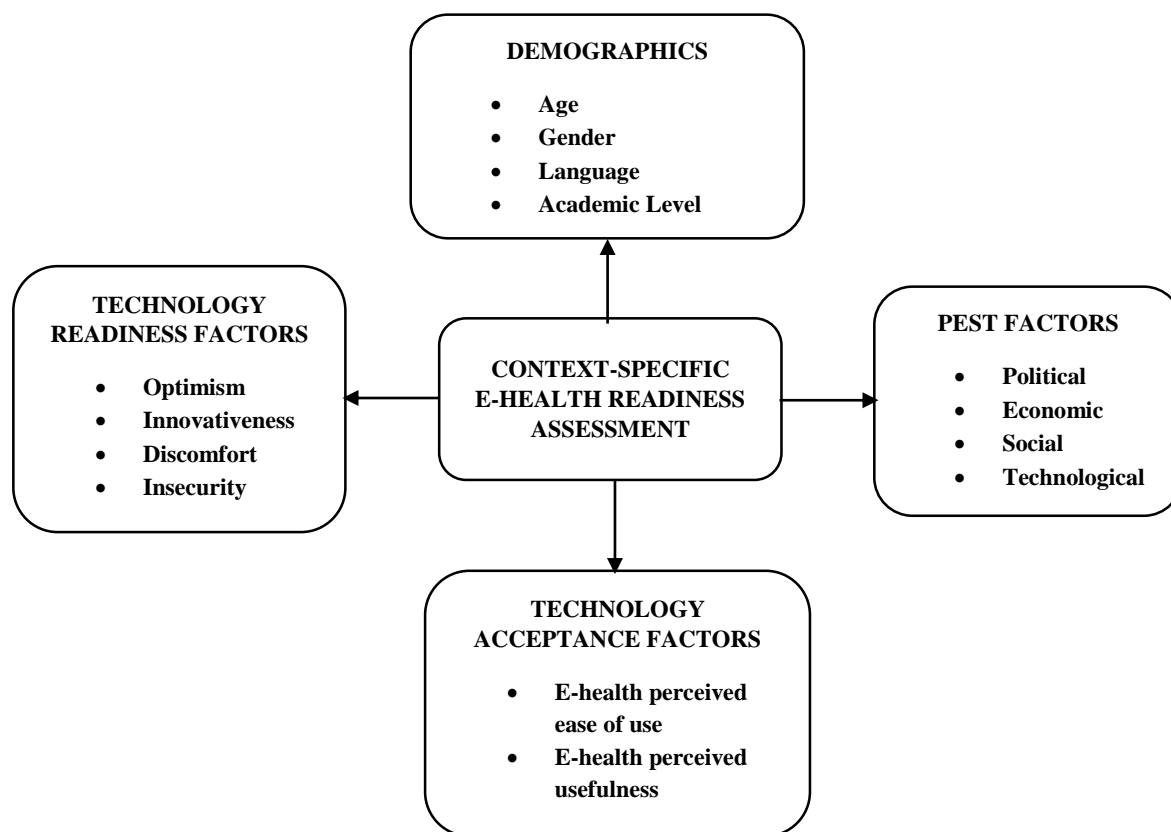 DEMOGRAPHICS
• Age
• Gender
• Language
• Academic Level
TECHNOLOGY
READINESS FACTORS
• Optimism
• Innovativeness
• Discomfort
• Insecurity
CONTEXT-SPECIFIC
E-HEALTH READINESS
ASSESSMENT
PEST FACTORS
• Political
• Economic
• Social
• Technological
TECHNOLOGY
ACCEPTANCE FACTORS
• E-health perceived
ease of use
• E-health perceived
usefulness